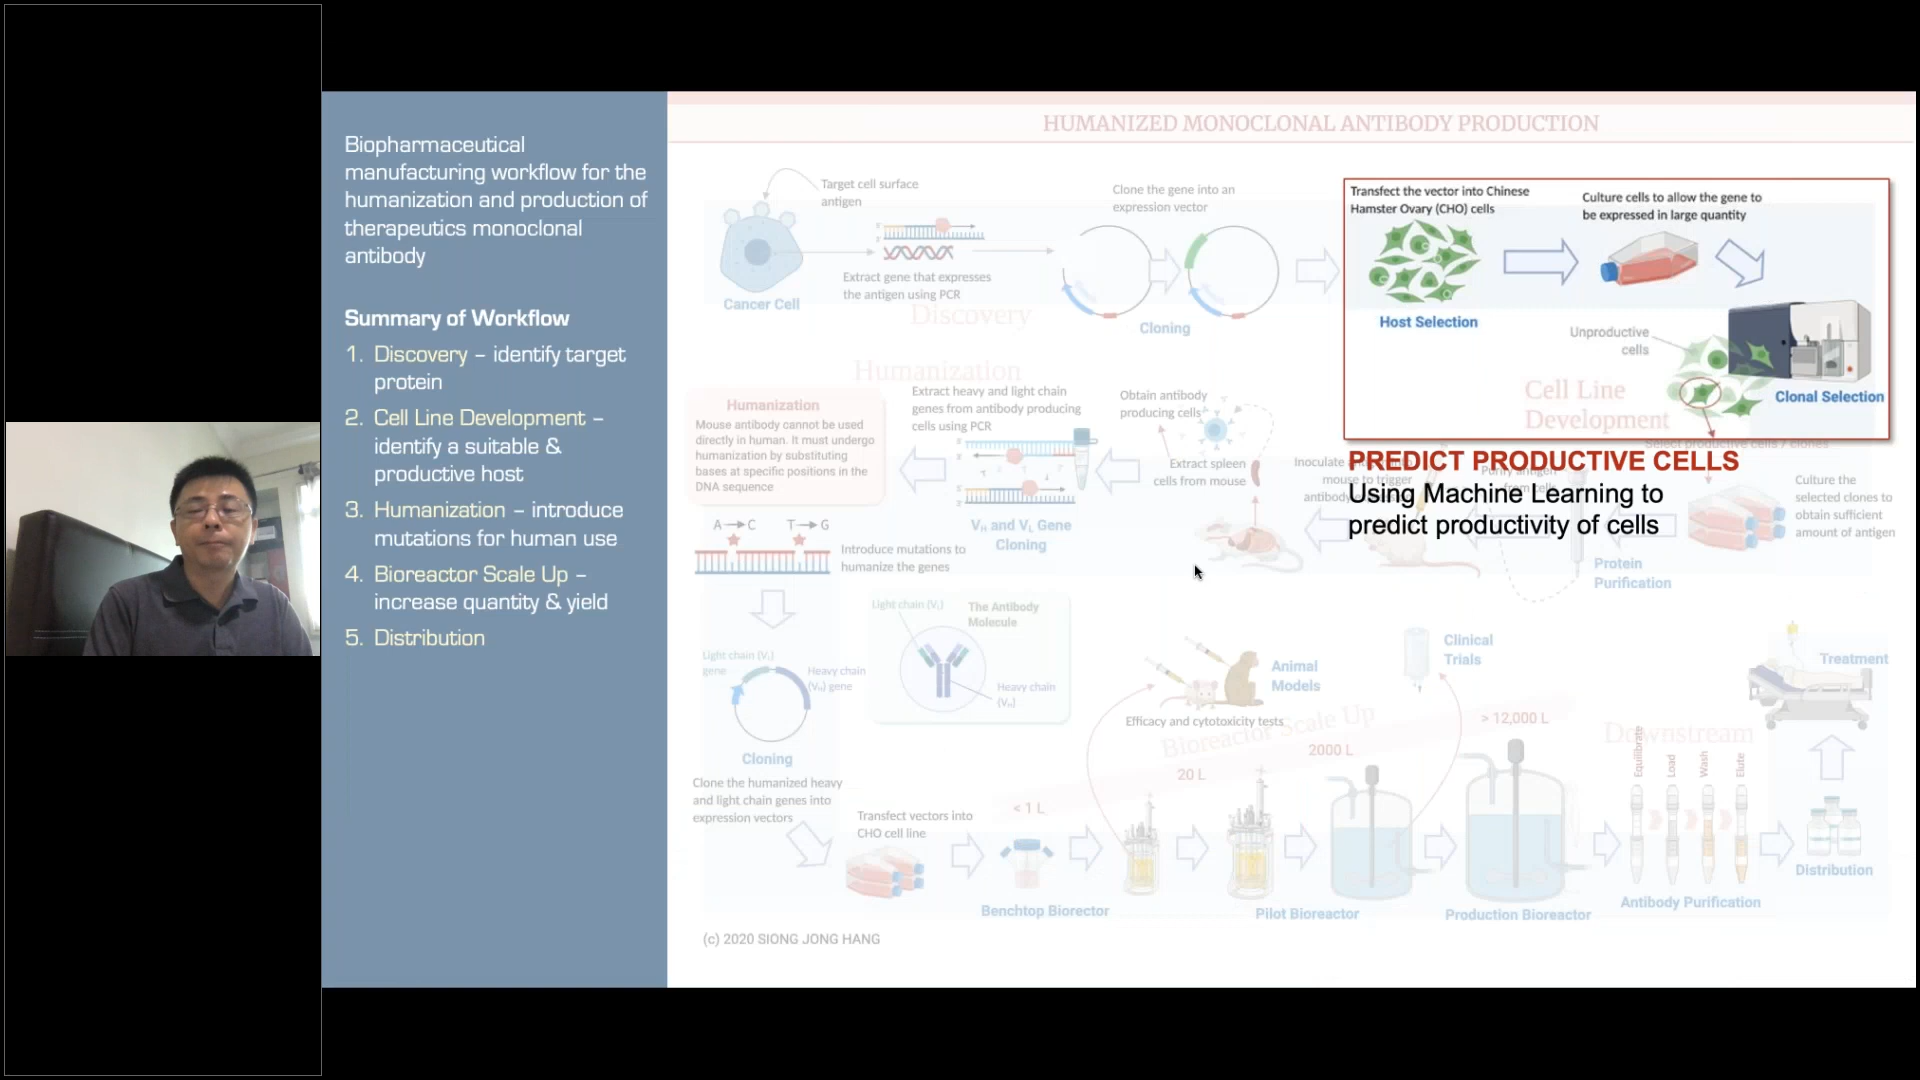 Biopharmaceutical
manufacturing workflow for the
humanization and production of
therapeutics monoclonal
antibody
Summary of Workflow
1. Discovery – identify target
protein
2. Cell Line Development –
identify a suitable &
productive host
3. Humanization – introduce
mutations for human use
4. Bioreactor Scale Up –
increase quantity & yield
5. Distribution
HUMANIZED MONOCLONAL ANTIBODY PRODUCTION
Target cell surface
antigen
Cancer Cell
Extract gene that expresses
the antigen using PCR
Discovery
Clone the gene into an
expression vector
Cloning
Transfect the vector into Chinese
Hamster Ovary (CHO) cells
Host Selection
Culture cells to allow the gene to
be expressed in large quantity
Unproductive
cells
Cell Line
Development
Clonal Selection
Select productive cells / clones
PREDICT PRODUCTIVE CELLS
Using Machine Learning to
predict productivity of cells
Culture the
selected clones to
obtain sufficient
amount of antigen
Protein
Purification
Purify antigen
from cells
Inoculate
mouse to trigger
Obtain antibody
producing cells
Extract spleen
cells from mouse
Humanization
Extract heavy and light chain
genes from antibody producing
cells using PCR
VH and VL Gene
Cloning
Humanization
Mouse antibody cannot be used
directly in human. It must undergo
humanization by substituting
bases at specific positions in the
DNA sequence
A→C T→G
Introduce mutations to
humanize the genes
Light chain (VL)
gene
Heavy chain
(VH) gene
Cloning
Clone the humanized heavy
and light chain genes into
expression vectors
Light chain (VL)
The Antibody
Molecule
Heavy chain
(VH)
Transfect vectors into
CHO cell line
< 1 L
Benchtop Biorector
20 L
Pilot Bioreactor
2000 L
> 12,000 L
Production Bioreactor
Bioreactor Scale Up
Animal
Models
Efficacy and cytotoxicity tests
Clinical
Trials
Downstream
Equilibrate
Load
Wash
Elute
Antibody Purification
Distribution
Treatment
(c) 2020 SIONG JONG HANG